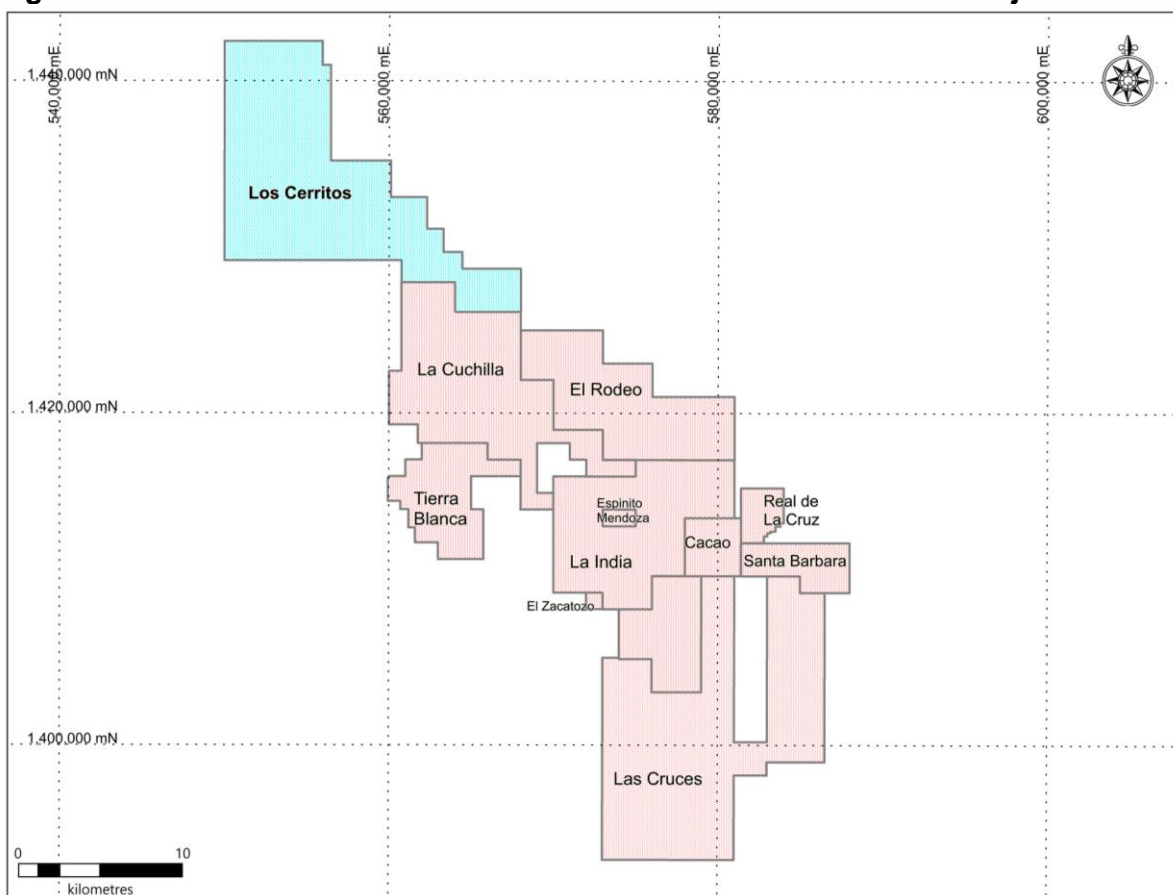 540,000 mE
560,000 mE
580,000 mE
600,000 mE
1,440,000 mN
Los Cerritos
La Cuchilla
El Rodeo
1,420,000 mN
Tierra
Blanca
Espinito
Mendoza
Real de
La Cruz
Cacao
La India
Santa Barbara
El Zacatozo
1,400,000 mN
Las Cruces
0
10
kilometres